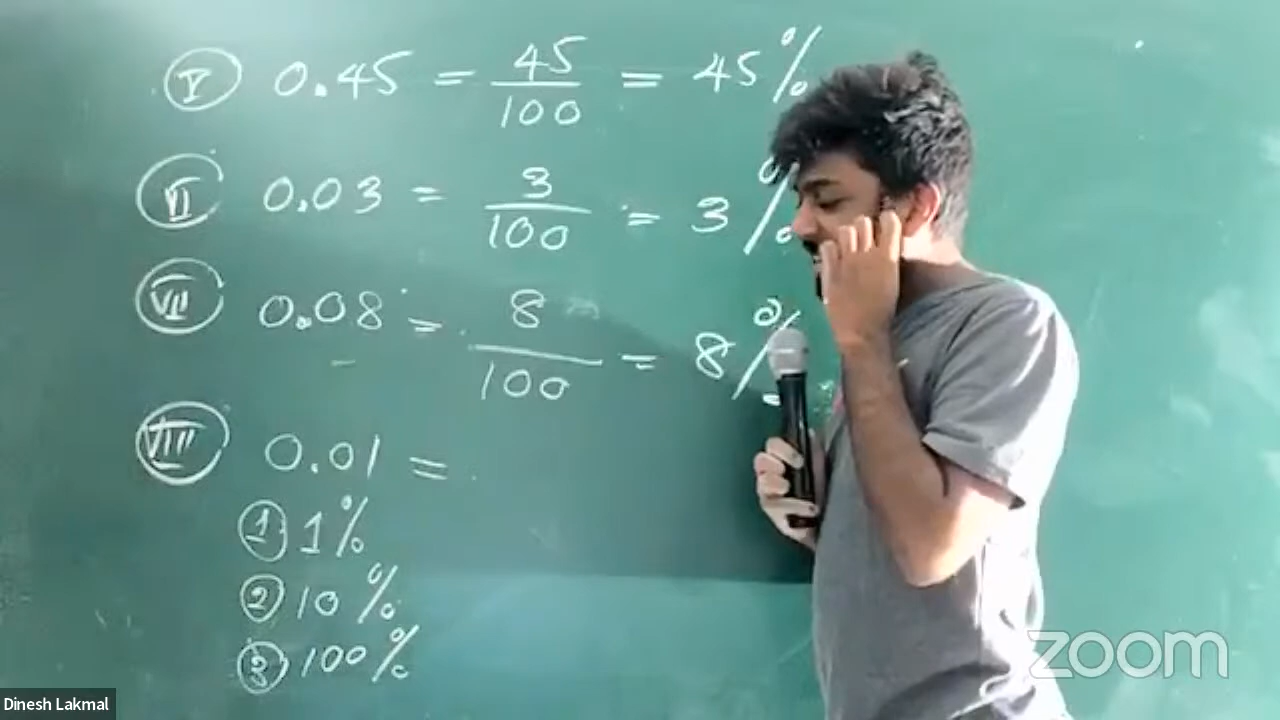 (V) 0.45 = 45/100 = 45%
(VI) 0.03 = 3/100 = 3%
(VII) 0.08 = 8/100 = 8%
(VIII) 0.01 =
(1) 1%
(2) 10%
(3) 100%
zoom
Dinesh Lakmal